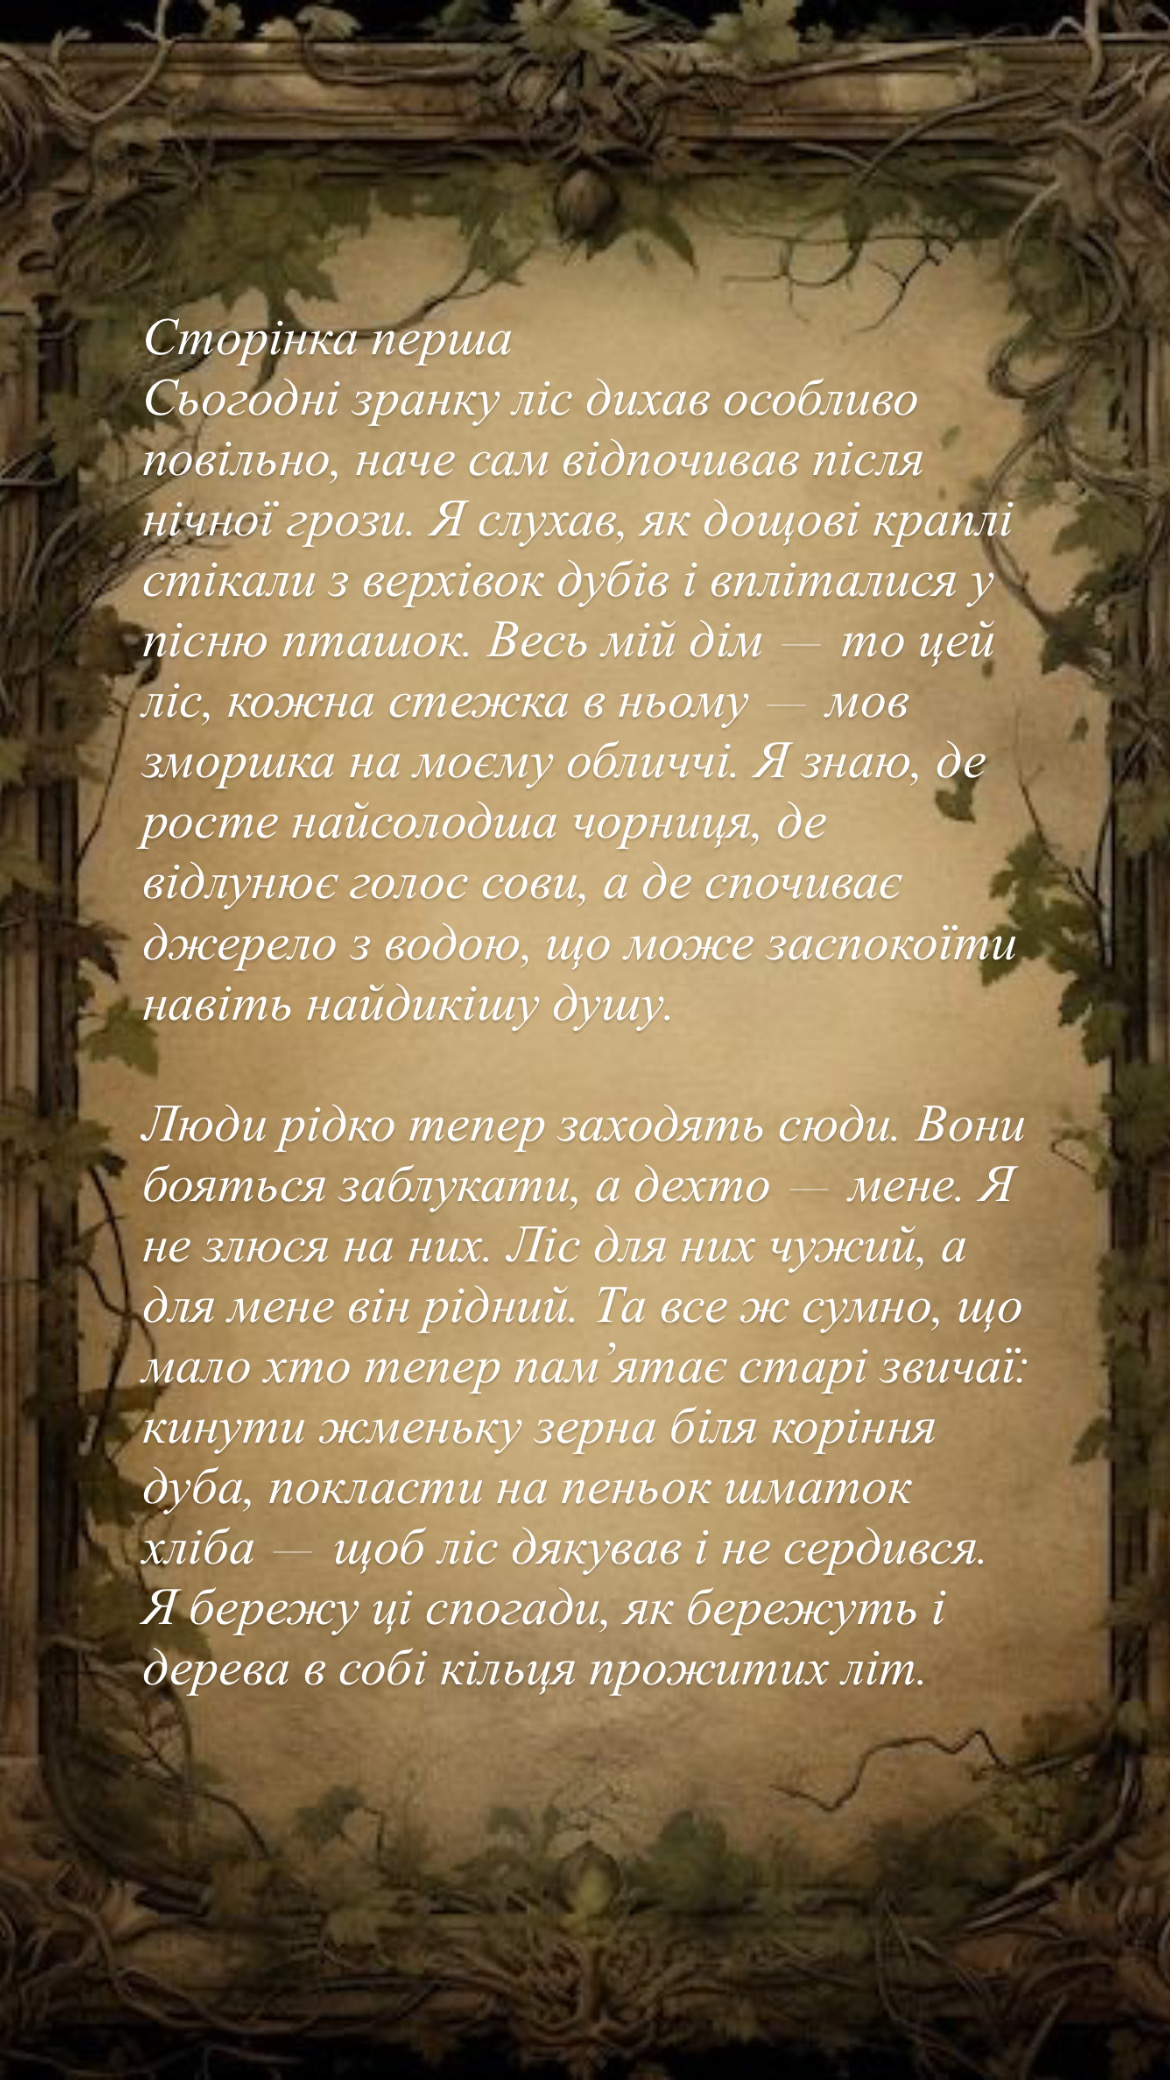 Сторінка перша
Сьогодні зранку ліс дихав особливо
повільно, наче сам відпочивав після
нічної грози. Я слухав, як дощові краплі
стікали з верхівок дубів і впліталися у
пісню пташок. Весь мій дім — то цей
ліс, кожна стежка в ньому — мов
зморшка на моєму обличчі. Я знаю, де
росте найсолодша чорниця, де
відлунює голос сови, а де спочиває
джерело з водою, що може заспокоїти
навіть найдикішу душу.
Люди рідко тепер заходять сюди. Вони
бояться заблукати, а дехто — мене. Я
не злюся на них. Ліс для них чужий, а
для мене він рідний. Та все ж сумно, що
мало хто тепер пам’ятає старі звичаї:
кинути жменьку зерна біля коріння
дуба, покласти на пеньок шматок
хліба — щоб ліс дякував і не сердився.
Я бережу ці спогади, як бережуть і
дерева в собі кільця прожитих літ.